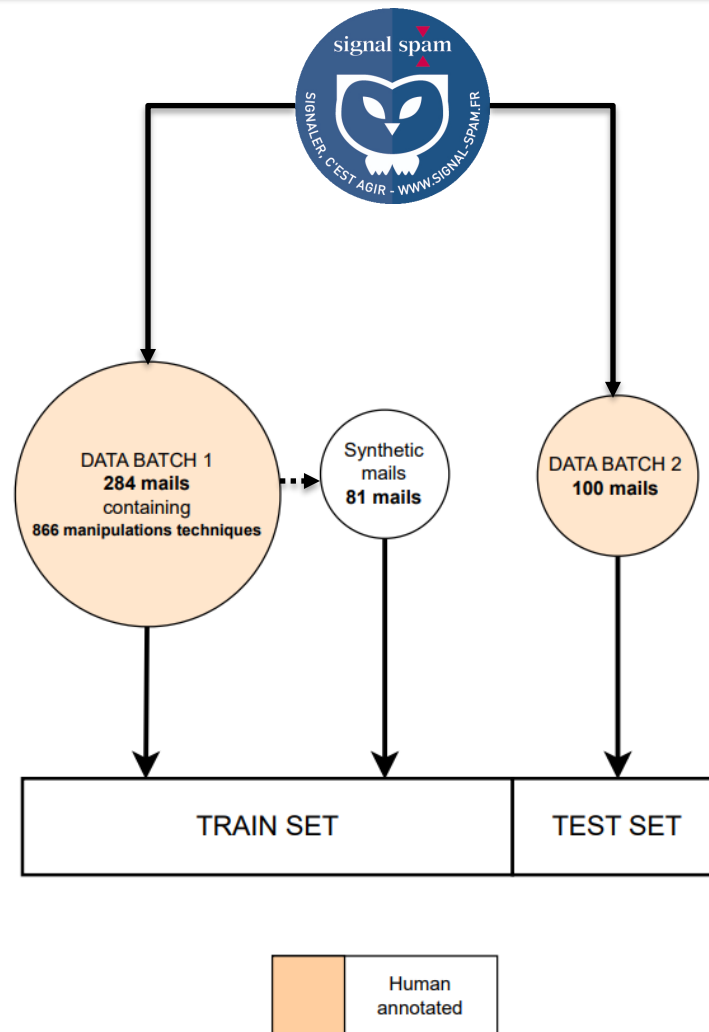 signal spam
SIGNALER, C'EST AGIR - WWW.SIGNAL-SPAM.FR
DATA BATCH 1
284 mails
containing
866 manipulations techniques
Synthetic
mails
81 mails
DATA BATCH 2
100 mails
TRAIN SET
TEST SET
Human
annotated